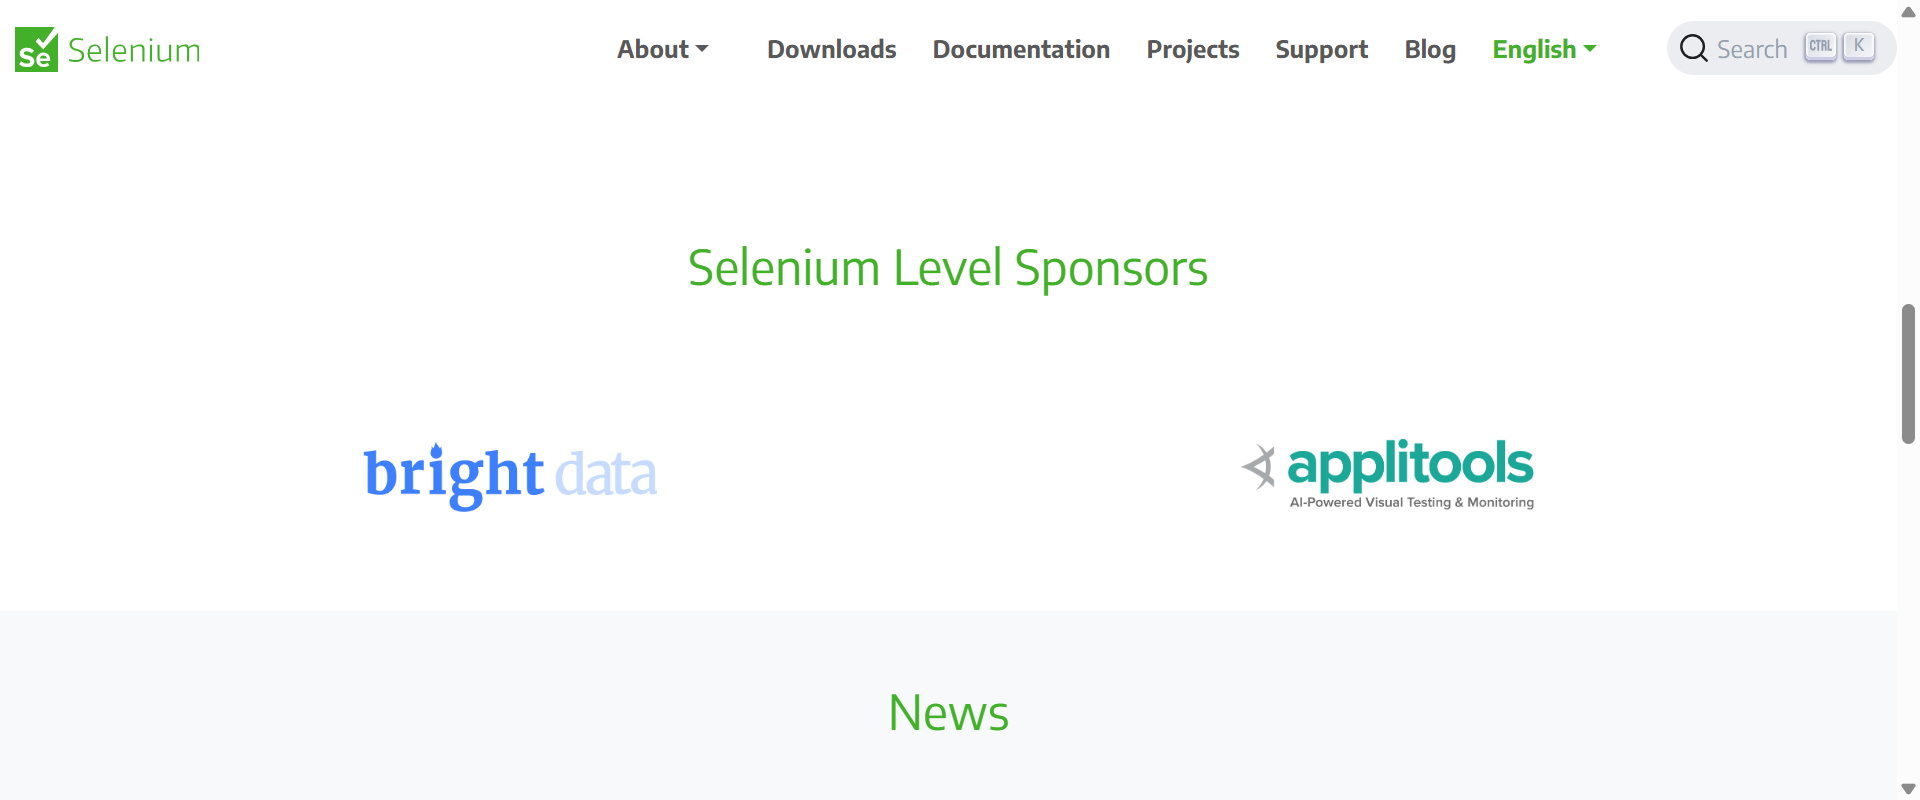 Se Selenium
About Downloads Documentation Projects Support Blog English Search CTRL K
Selenium Level Sponsors
bright data
applitools
AI-Powered Visual Testing & Monitoring
News